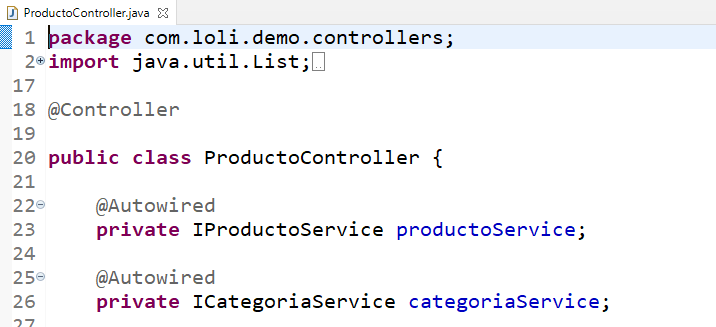 ProductoController.java
1 package com.loli.demo.controllers;
2 import java.util.List;
17
18 @Controller
19
20 public class ProductoController {
21
22 @Autowired
23 private IProductoService productoService;
24
25 @Autowired
26 private ICategoriaService categoriaService;
27